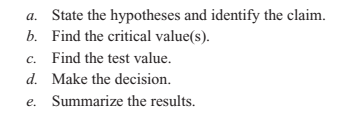 a. State the hypotheses and identify the claim.
b. Find the critical value(s).
c. Find the test value.
d. Make the decision.
e. Summarize the results.